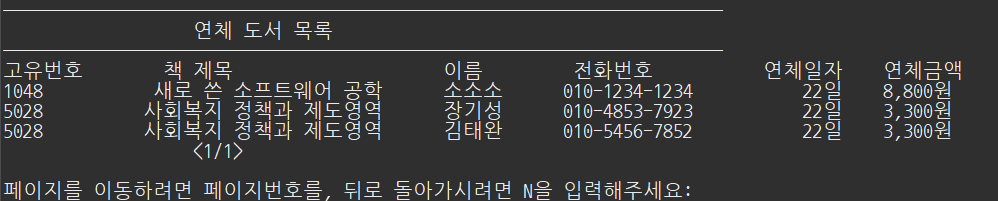 연체 도서 목록
고유번호 책 제목 이름 전화번호 연체일자 연체금액
1048 새로 쓴 소프트웨어 공학 소소소 010-1234-1234 22일 8,800원
5028 사회복지 정책과 제도영역 장기성 010-4853-7923 22일 3,300원
5028 사회복지 정책과 제도영역 김태완 010-5456-7852 22일 3,300원
<1/1>
페이지를 이동하려면 페이지번호를, 뒤로 돌아가시려면 N을 입력해주세요: